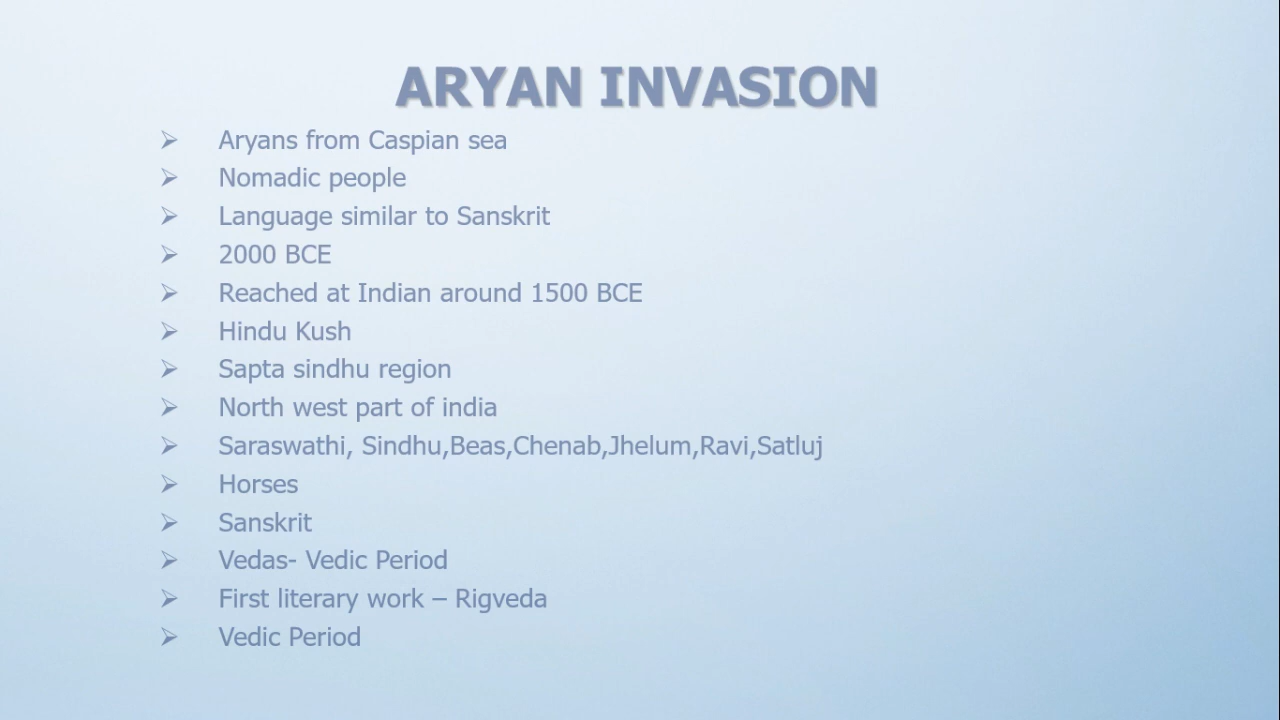 ARYAN INVASION
➢ Aryans from Caspian sea
➢ Nomadic people
➢ Language similar to Sanskrit
➢ 2000 BCE
➢ Reached at Indian around 1500 BCE
➢ Hindu Kush
➢ Sapta sindhu region
➢ North west part of india
➢ Saraswathi, Sindhu,Beas,Chenab,Jhelum,Ravi,Satluj
➢ Horses
➢ Sanskrit
➢ Vedas- Vedic Period
➢ First literary work – Rigveda
➢ Vedic Period